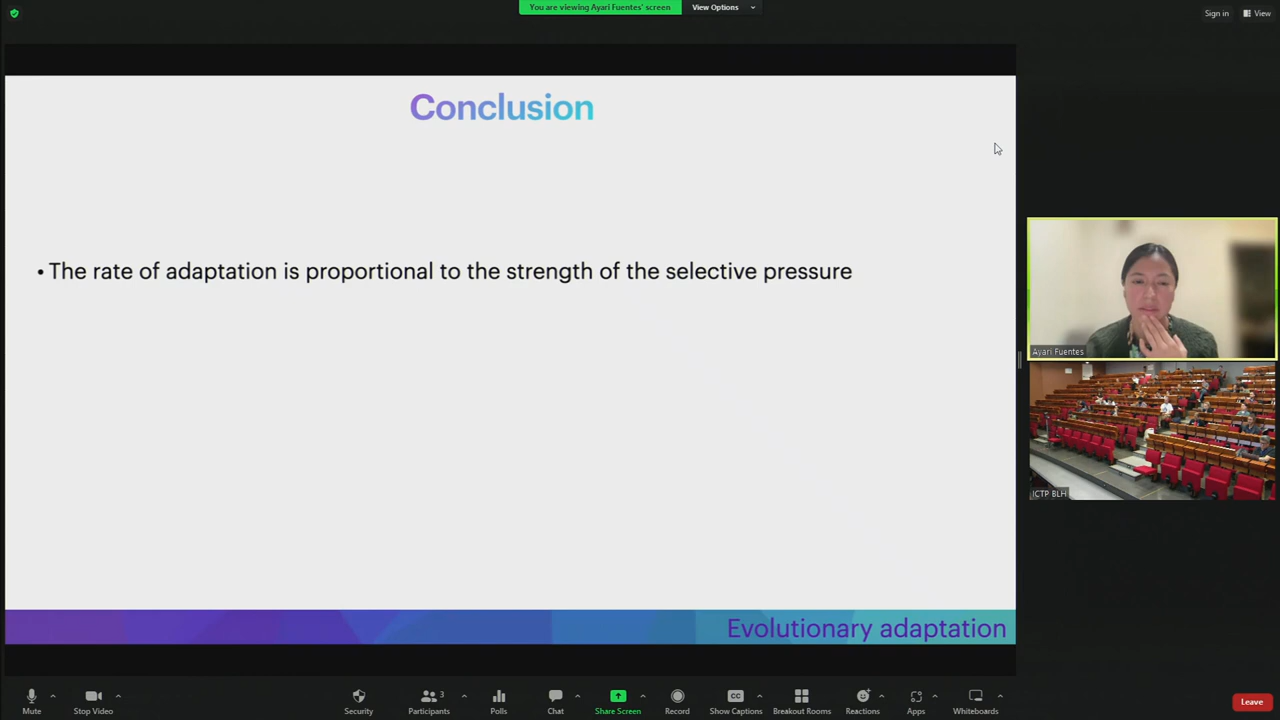 You are viewing Ayari Fuentes' screen
View Options
Sign in
View
Conclusion
• The rate of adaptation is proportional to the strength of the selective pressure
Evolutionary adaptation
Ayari Fuentes
ICTP BLH
Mute
Stop Video
Security
Participants
3
Polls
Chat
Share Screen
Record
CC
Show Captions
Breakout Rooms
Reactions
Apps
Whiteboards
Leave